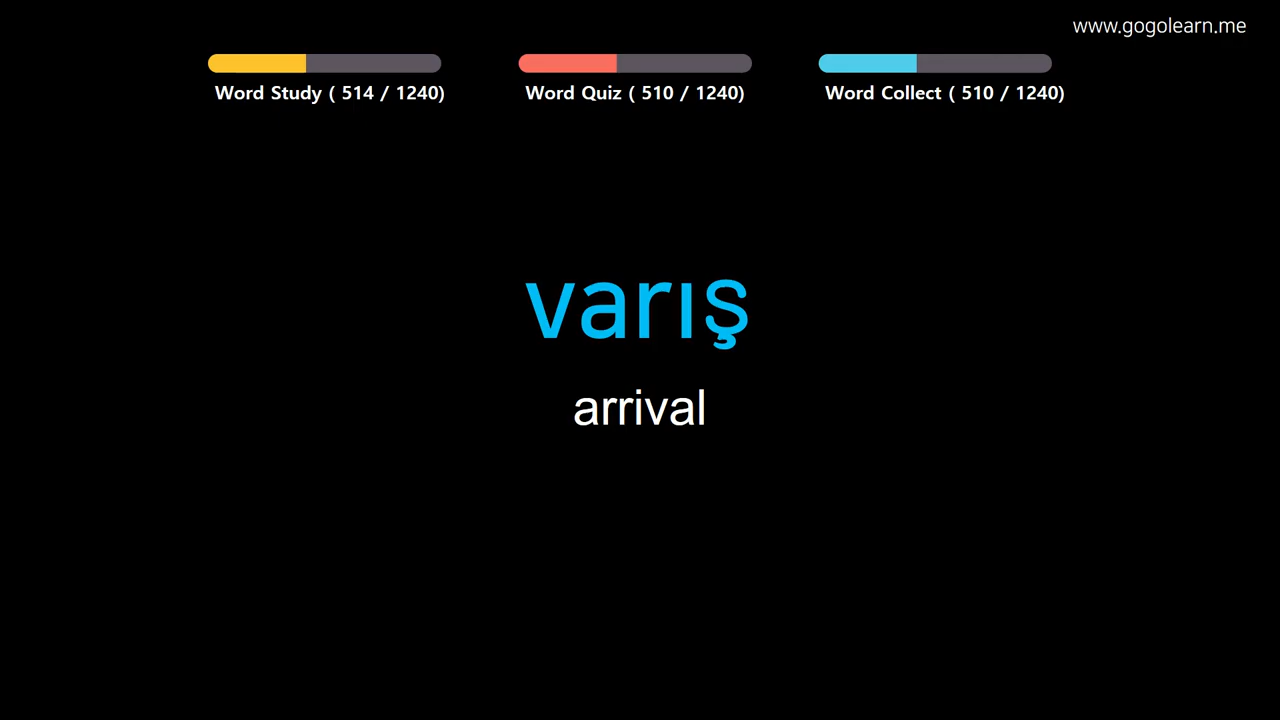 www.gogolearn.me
Word Study ( 514 / 1240)
Word Quiz ( 510 / 1240)
Word Collect ( 510 / 1240)
varış
arrival